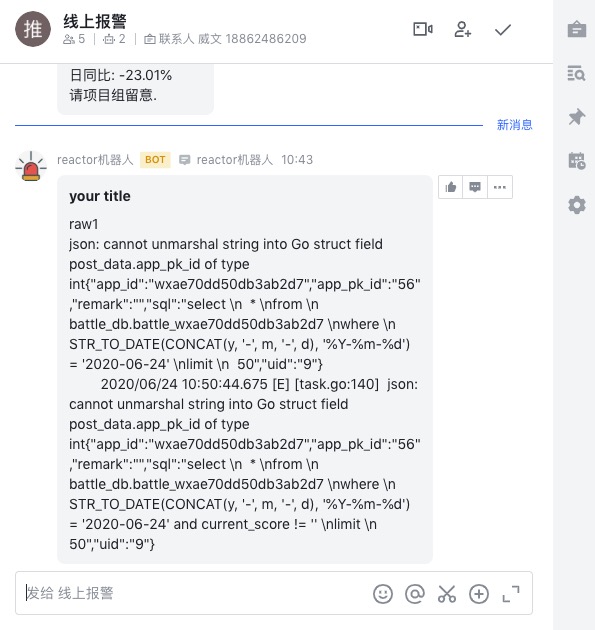 推
线上报警
5 2 联系人 威文 18862486209
日同比: -23.01%
请项目组留意.
新消息
reactor机器人 BOT reactor机器人 10:43
your title
raw1
json: cannot unmarshal string into Go struct field
post_data.app_pk_id of type
int{"app_id":"wxae70dd50db3ab2d7","app_pk_id":"56"
,"remark":"","sql":"select \n  * \nfrom \n
battle_db.battle_wxae70dd50db3ab2d7 \nwhere \n
STR_TO_DATE(CONCAT(y, '-', m, '-', d), '%Y-%m-%d')
= '2020-06-24' \nlimit \n  50","uid":"9"}
2020/06/24 10:50:44.675 [E] [task.go:140]  json:
cannot unmarshal string into Go struct field
post_data.app_pk_id of type
int{"app_id":"wxae70dd50db3ab2d7","app_pk_id":"56"
,"remark":"","sql":"select \n  * \nfrom \n
battle_db.battle_wxae70dd50db3ab2d7 \nwhere \n
STR_TO_DATE(CONCAT(y, '-', m, '-', d), '%Y-%m-%d')
= '2020-06-24' and current_score != '' \nlimit \n
50","uid":"9"}
发给 线上报警